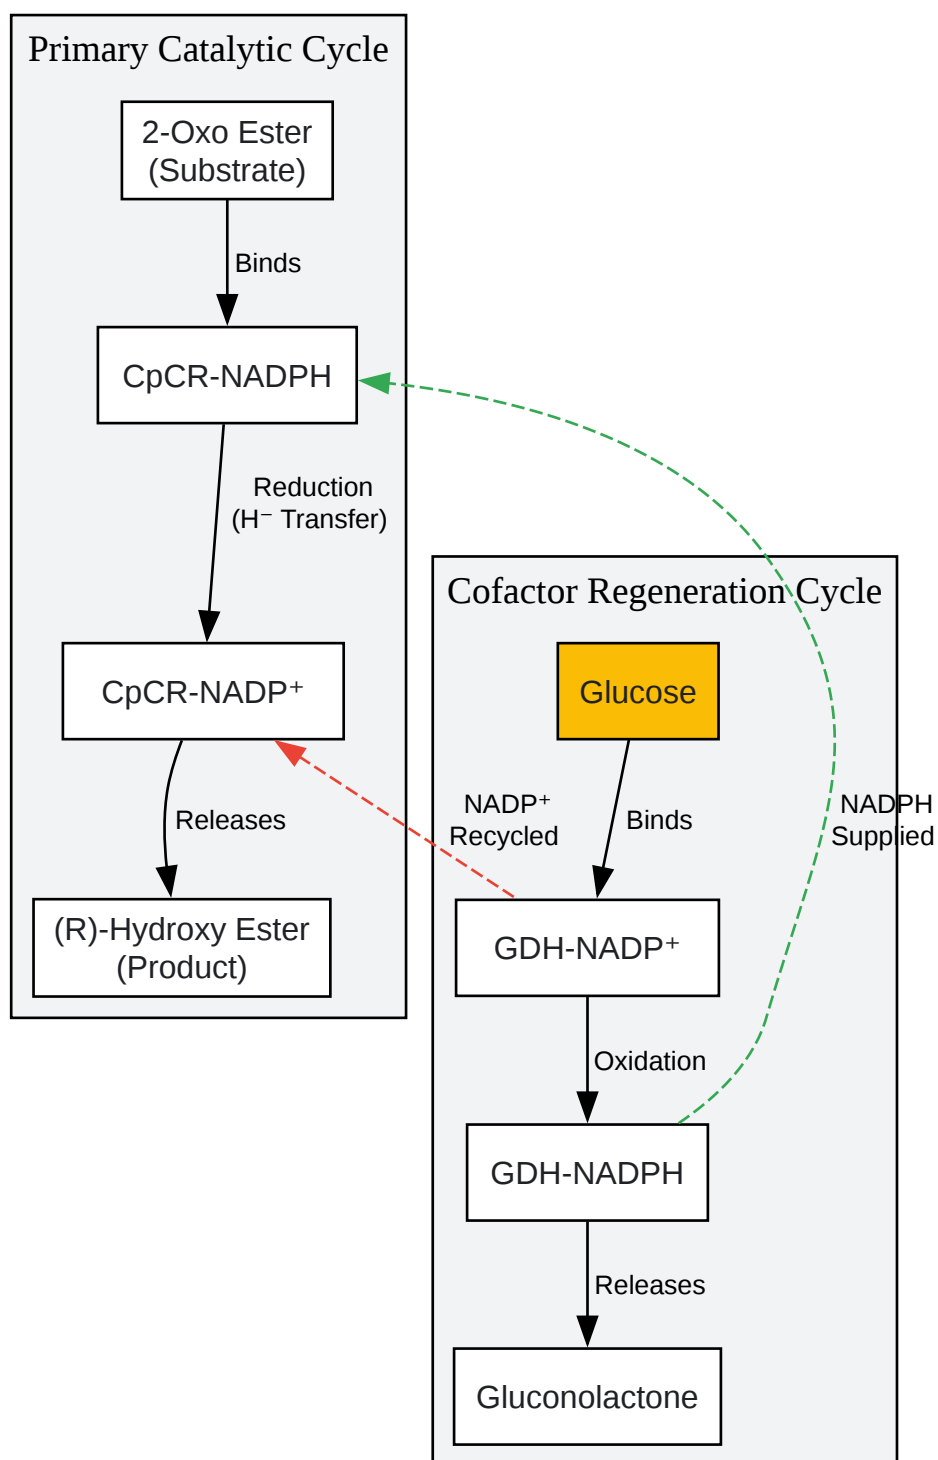 Primary Catalytic Cycle
2-Oxo Ester
(Substrate)
Binds
CpCR-NADPH
Reduction
(H⁻ Transfer)
CpCR-NADP⁺
Releases
(R)-Hydroxy Ester
(Product)
Cofactor Regeneration Cycle
Glucose
NADP⁺
Recycled
Binds
NADPH
Supplied
GDH-NADP⁺
Oxidation
GDH-NADPH
Releases
Gluconolactone